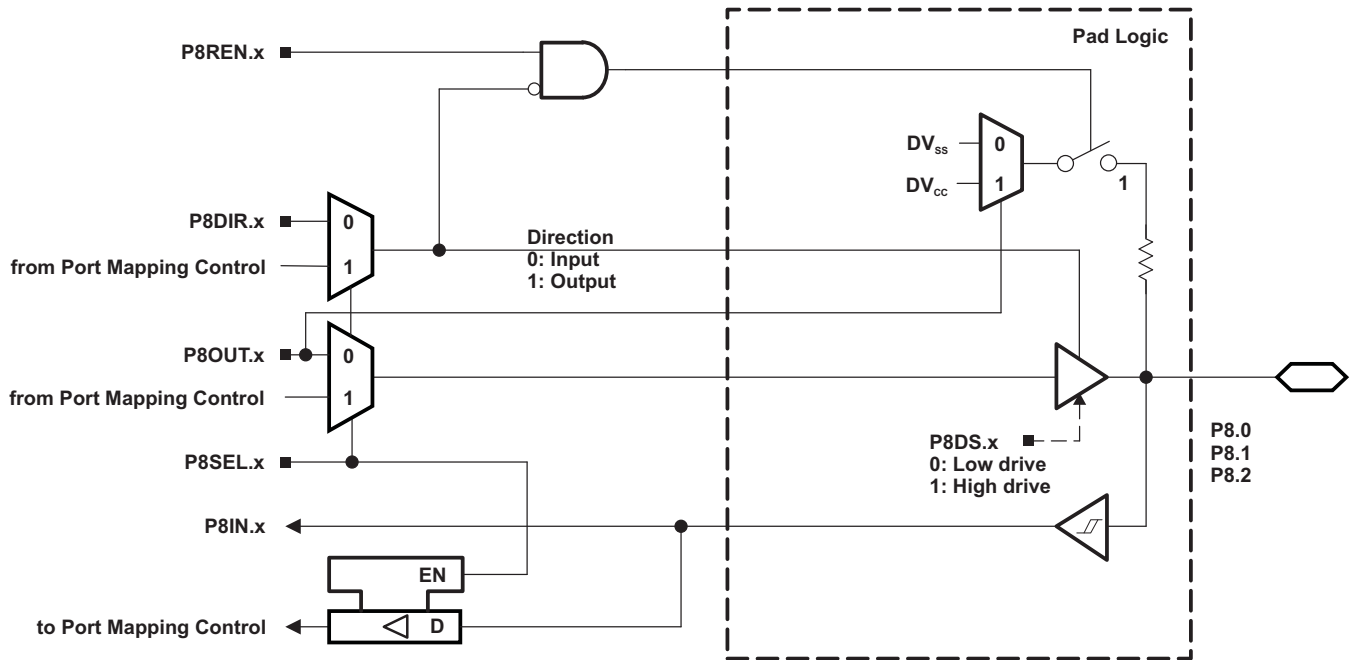 Pad Logic
P8REN.x
DVss
0
DVcc
1
1
P8DIR.x
0
from Port Mapping Control
1
Direction
0: Input
1: Output
P8OUT.x
0
from Port Mapping Control
1
P8DS.x
0: Low drive
1: High drive
P8.0
P8.1
P8.2
P8SEL.x
P8IN.x
EN
to Port Mapping Control
D